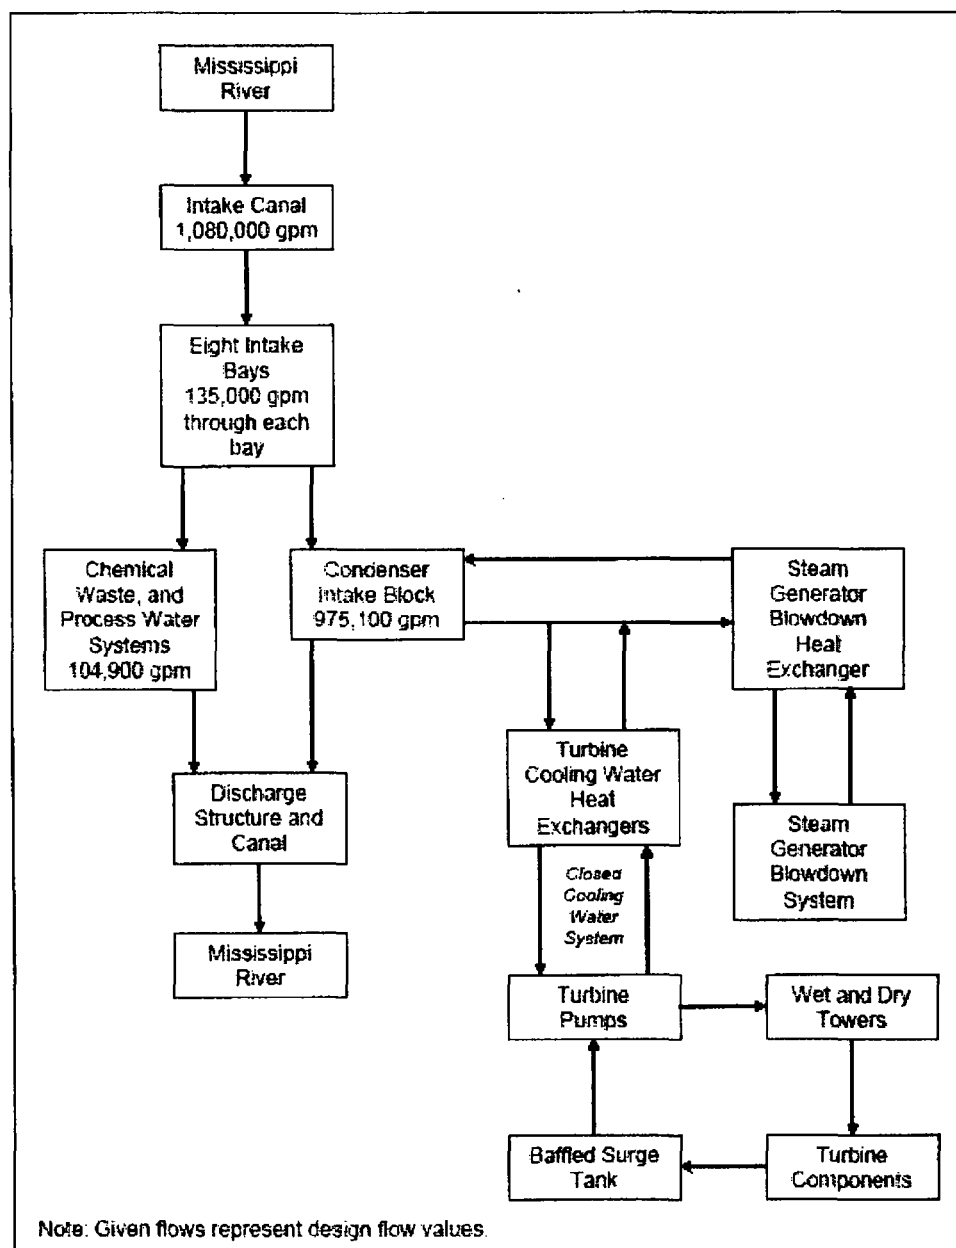 Mississippi
River
Intake Canal
1,080,000 gpm
Eight Intake
Bays
135,000 gpm
through each
bay
Chemical
Waste, and
Process Water
Systems
104,900 gpm
Condenser
Intake Block
975,100 gpm
Steam
Generator
Blowdown
Heat
Exchanger
Turbine
Cooling Water
Heat
Exchangers
Discharge
Structure and
Canal
Steam
Generator
Blowdown
System
Closed
Cooling
Water
System
Mississippi
River
Turbine
Pumps
Wet and Dry
Towers
Baffled Surge
Tank
Turbine
Components
Note: Given flows represent design flow values.